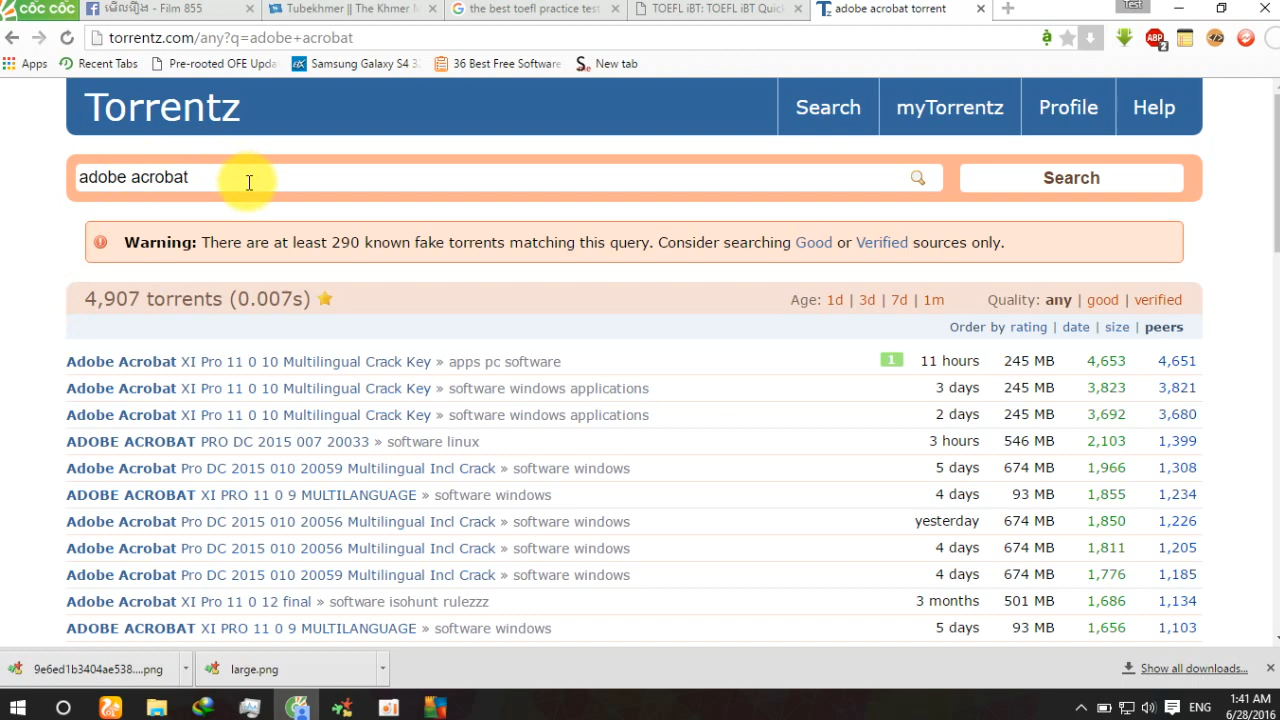 CỐC CỐC
មើលរឿង - Film 855 × Tubekhmer || The Khmer × the best toefl practice test × TOEFL iBT: TOEFL iBT Quick × Tz adobe acrobat torrent × Test
torrentz.com/any?q=adobe+acrobat ABP 2
Apps Recent Tabs Pre-rooted OFE Upda Samsung Galaxy S4 36 Best Free Software New tab
Torrentz Search myTorrentz Profile Help
adobe acrobat Search
Warning: There are at least 290 known fake torrents matching this query. Consider searching Good or Verified sources only.
4,907 torrents (0.007s) Age: 1d | 3d | 7d | 1m Quality: any | good | verified
Order by rating | date | size | peers
Adobe Acrobat XI Pro 11 0 10 Multilingual Crack Key » apps pc software 1 11 hours 245 MB 4,653 4,651
Adobe Acrobat XI Pro 11 0 10 Multilingual Crack Key » software windows applications 3 days 245 MB 3,823 3,821
Adobe Acrobat XI Pro 11 0 10 Multilingual Crack Key » software windows applications 2 days 245 MB 3,692 3,680
ADOBE ACROBAT PRO DC 2015 007 20033 » software linux 3 hours 546 MB 2,103 1,399
Adobe Acrobat Pro DC 2015 010 20059 Multilingual Incl Crack » software windows 5 days 674 MB 1,966 1,308
ADOBE ACROBAT XI PRO 11 0 9 MULTILANGUAGE » software windows 4 days 93 MB 1,855 1,234
Adobe Acrobat Pro DC 2015 010 20056 Multilingual Incl Crack » software windows yesterday 674 MB 1,850 1,226
Adobe Acrobat Pro DC 2015 010 20056 Multilingual Incl Crack » software windows 4 days 674 MB 1,811 1,205
Adobe Acrobat Pro DC 2015 010 20059 Multilingual Incl Crack » software windows 4 days 674 MB 1,776 1,185
Adobe Acrobat XI Pro 11 0 12 final » software isohunt rulezzz 3 months 501 MB 1,686 1,134
ADOBE ACROBAT XI PRO 11 0 9 MULTILANGUAGE » software windows 5 days 93 MB 1,656 1,103
9e6ed1b3404ae538....png large.png Show all downloads...
ENG 1:41 AM
6/28/2016